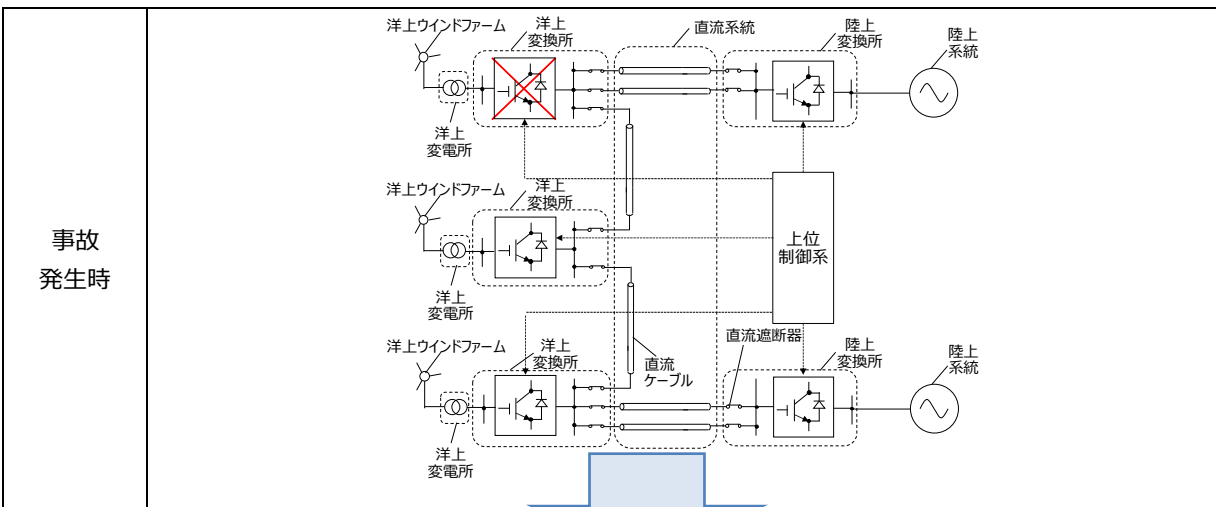 事故
発生時
洋上ウインドファーム
洋上
変換所
直流系統
陸上
変換所
陸上
系統
洋上
変電所
洋上ウインドファーム
洋上
変換所
洋上
変電所
上位
制御系
洋上ウインドファーム
洋上
変換所
直流
ケーブル
直流遮断器
陸上
変換所
陸上
系統
洋上
変電所